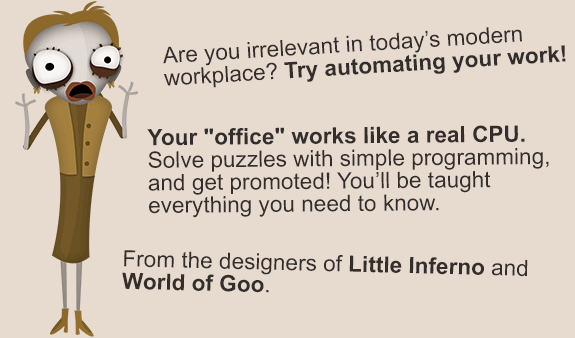 Are you irrelevant in today’s modern
workplace? Try automating your work!
Your "office" works like a real CPU.
Solve puzzles with simple programming,
and get promoted! You’ll be taught
everything you need to know.
From the designers of Little Inferno and
World of Goo.